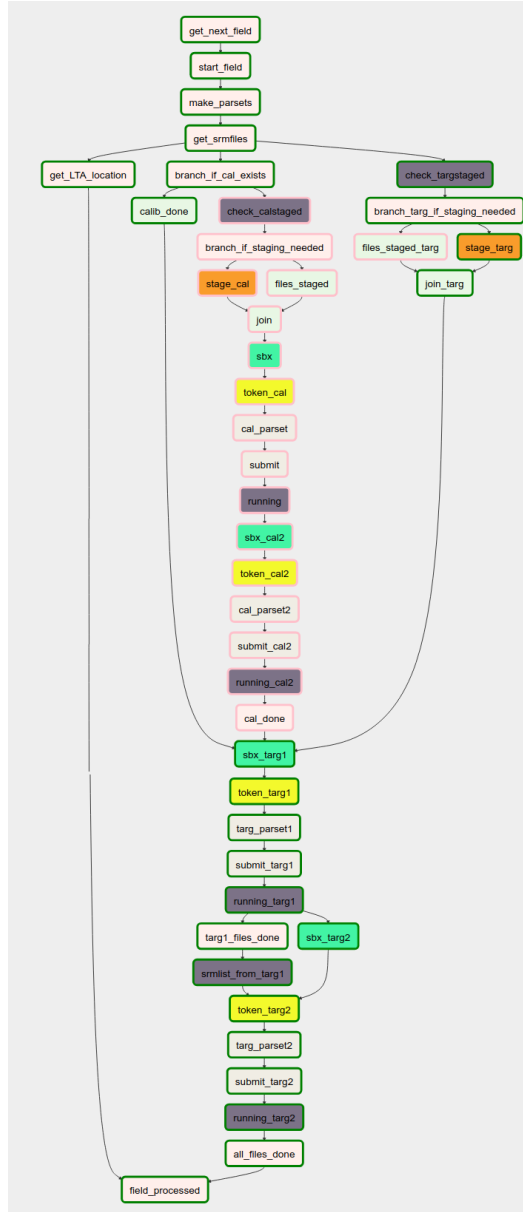 get_next_field
start_field
make_parsets
get_srmfiles
get_LTA_location
branch_if_cal_exists
check_targstaged
calib_done
check_calstaged
branch_targ_if_staging_needed
branch_if_staging_needed
files_staged_targ
stage_targ
stage_cal
files_staged
join_targ
join
sbx
token_cal
cal_parset
submit
running
sbx_cal2
token_cal2
cal_parset2
submit_cal2
running_cal2
cal_done
sbx_targ1
token_targ1
targ_parset1
submit_targ1
running_targ1
targ1_files_done
sbx_targ2
srmlist_from_targ1
token_targ2
targ_parset2
submit_targ2
running_targ2
all_files_done
field_processed